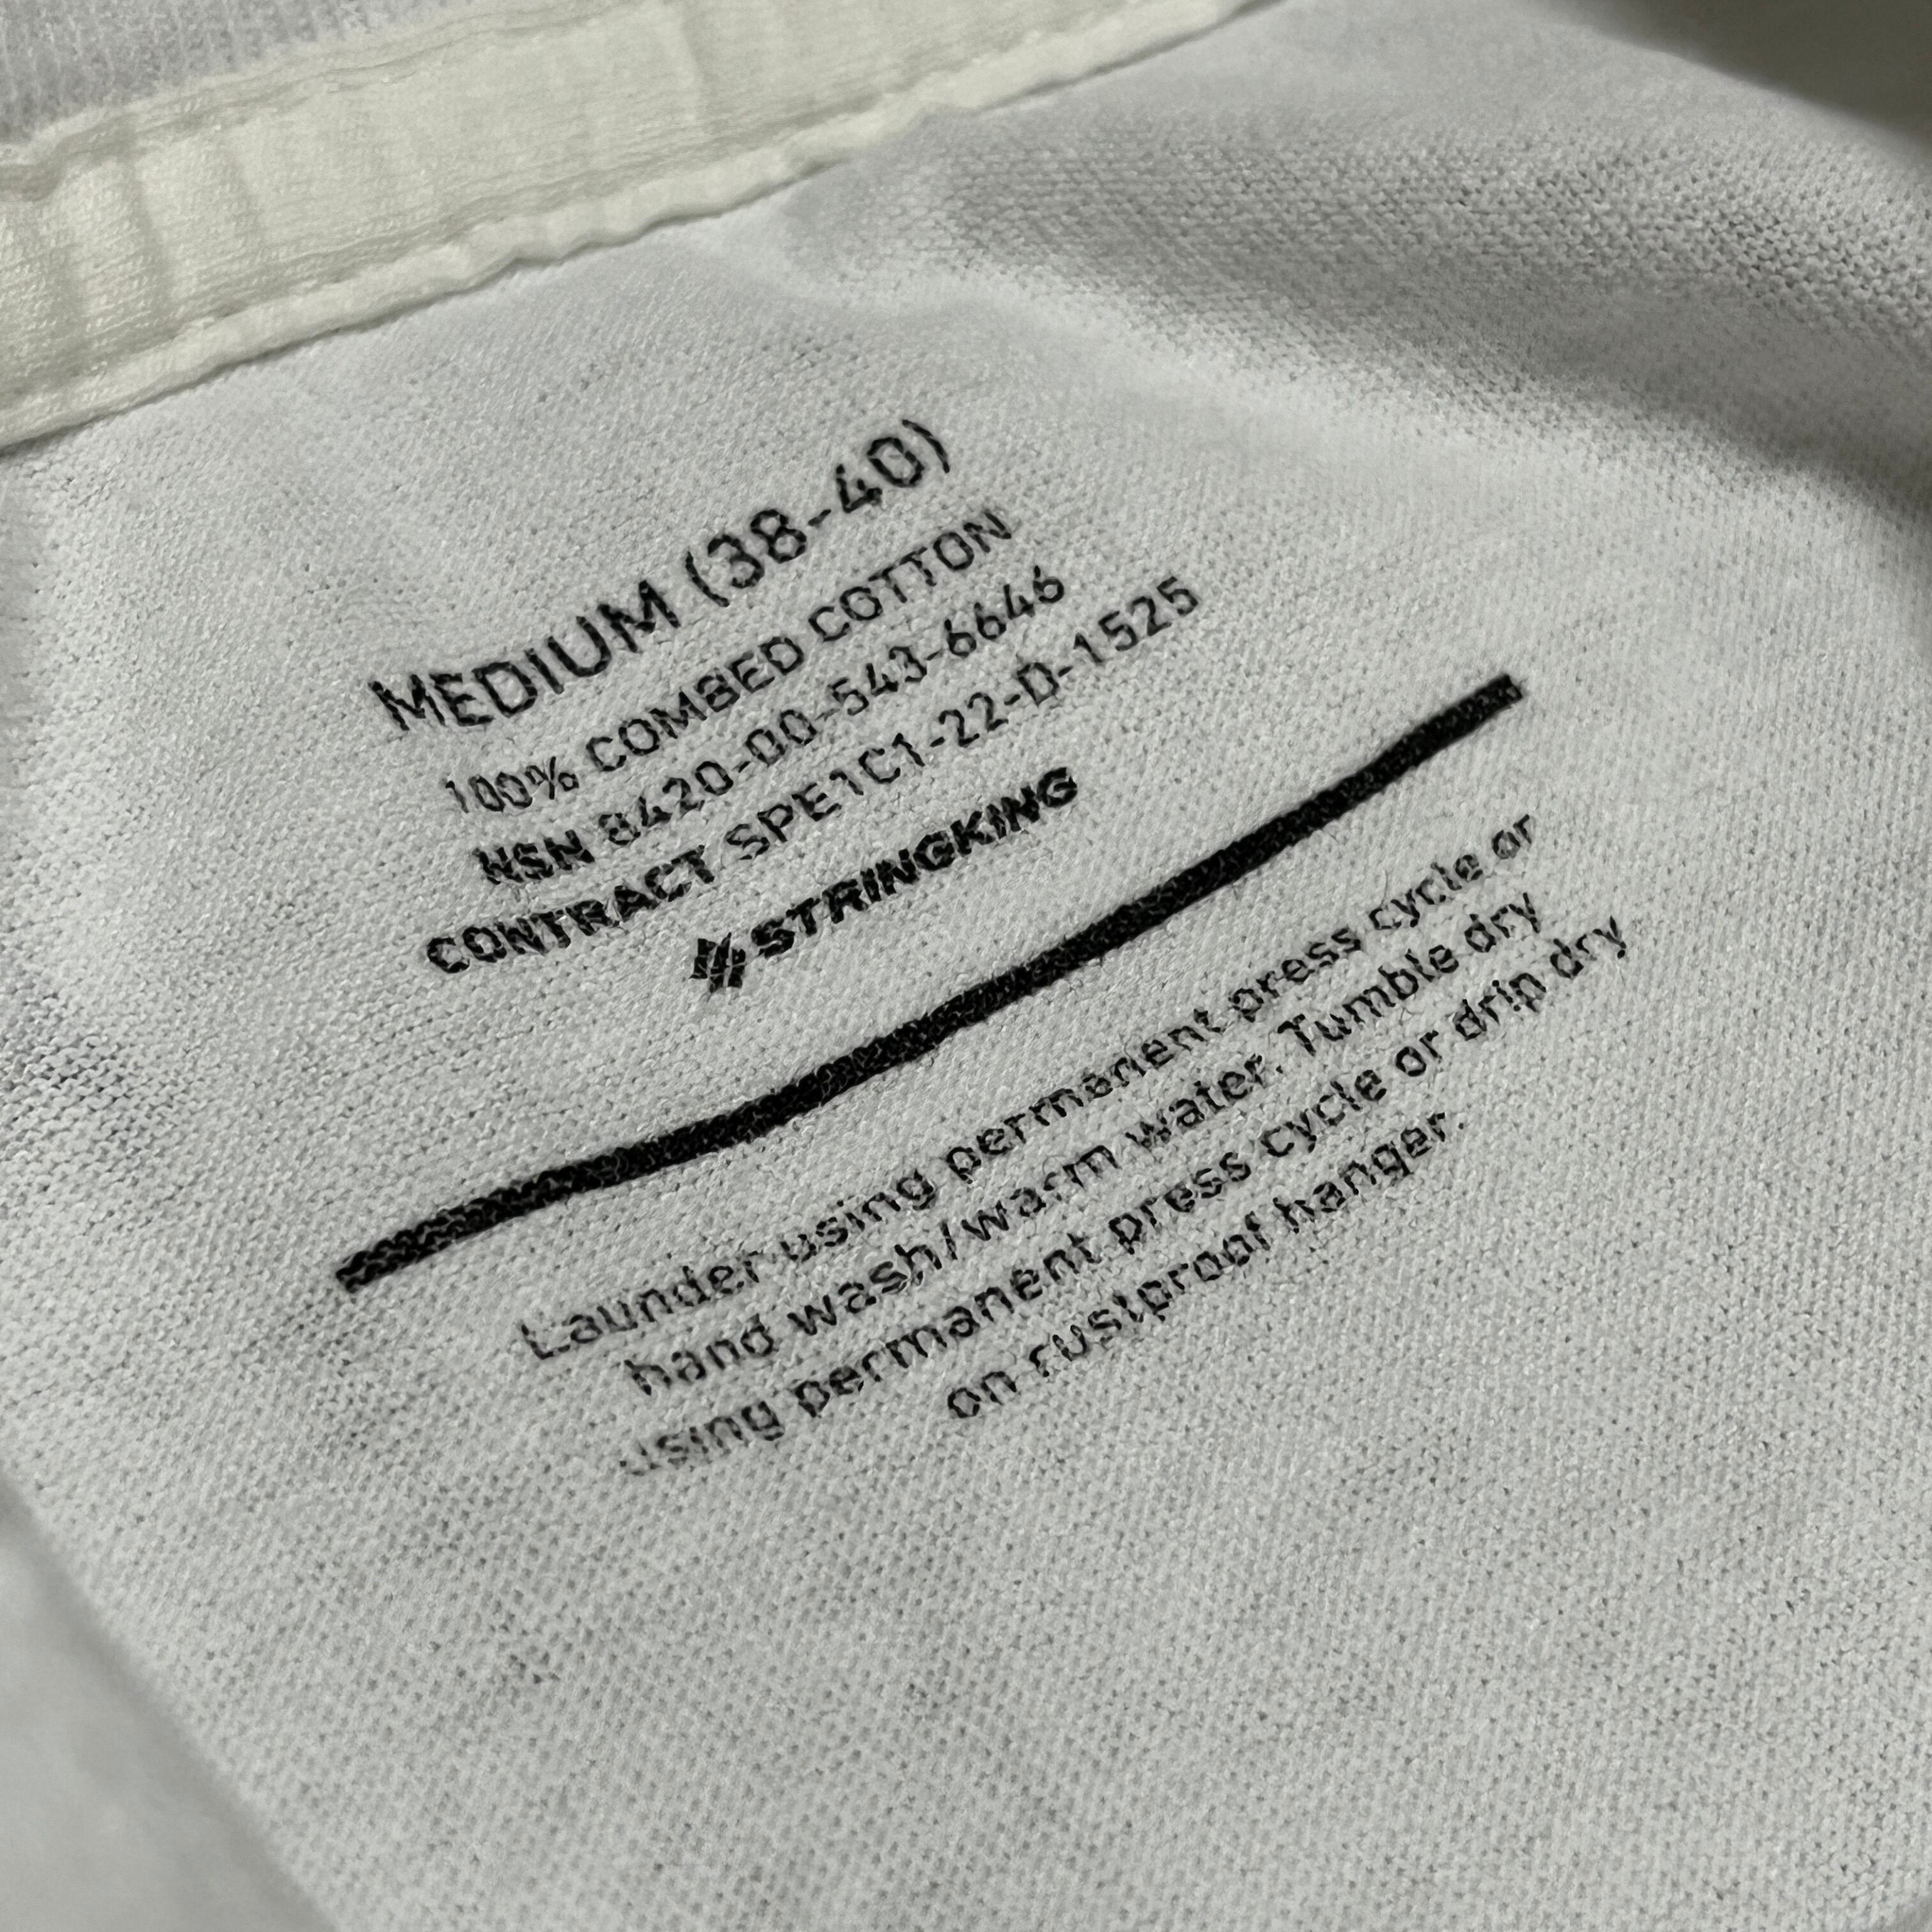 MEDIUM (38-40)
100% COMBED COTTON
NSN 8420-00-543-6646
CONTRACT SPE1C1-22-D-1525
STRINGKING
Launder using permanent press cycle or
hand wash/warm water. Tumble dry
using permanent press cycle or drip dry
on rustproof hanger.